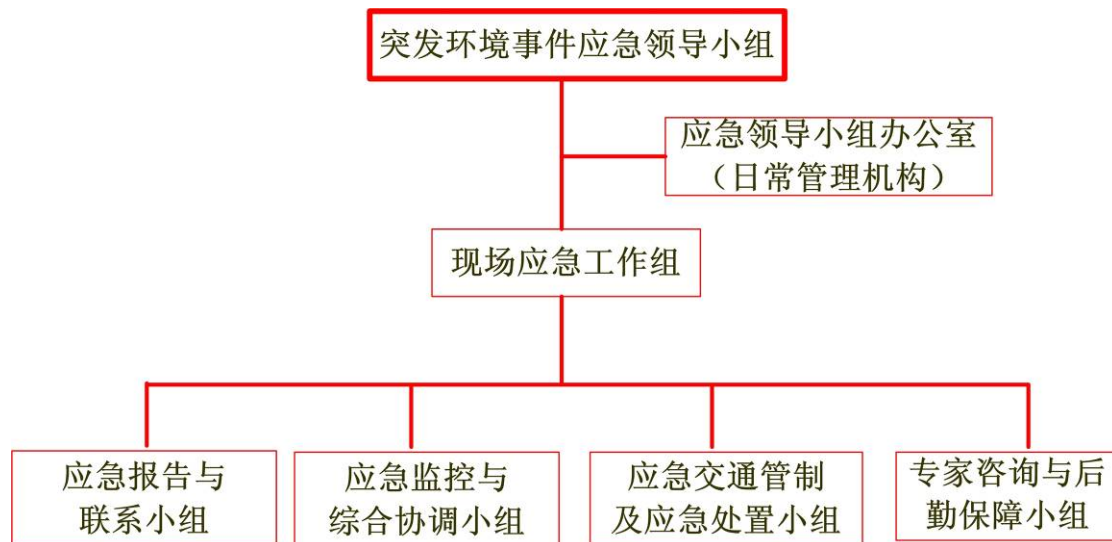 突发环境事件应急领导小组
应急领导小组办公室
（日常管理机构）
现场应急工作组
应急报告与
联系小组
应急监控与
综合协调小组
应急交通管制
及应急处置小组
专家咨询与后
勤保障小组